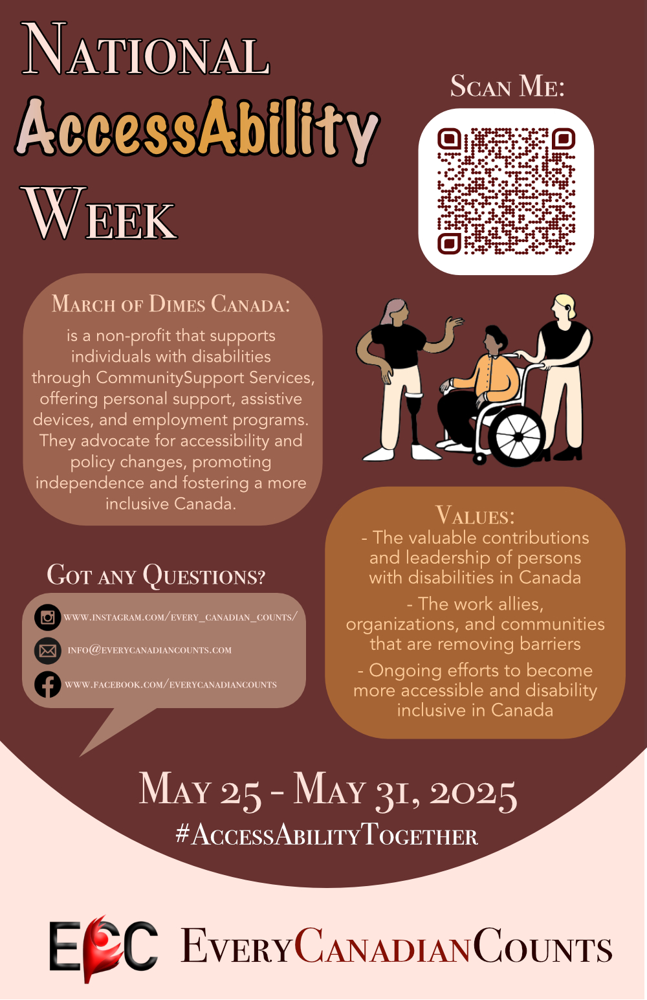 National
AccessAbility
Week
Scan Me:
March of Dimes Canada:
is a non-profit that supports
individuals with disabilities
through CommunitySupport Services,
offering personal support, assistive
devices, and employment programs.
They advocate for accessibility and
policy changes, promoting
independence and fostering a more
inclusive Canada.
Values:
- The valuable contributions
and leadership of persons
with disabilities in Canada
- The work allies,
organizations, and communities
that are removing barriers
- Ongoing efforts to become
more accessible and disability
inclusive in Canada
Got any Questions?
www.instagram.com/every_canadian_counts/
info@everycanadiancounts.com
www.facebook.com/everycanadiancounts
May 25 - May 31, 2025
#AccessAbilityTogether
ECC EveryCanadianCounts